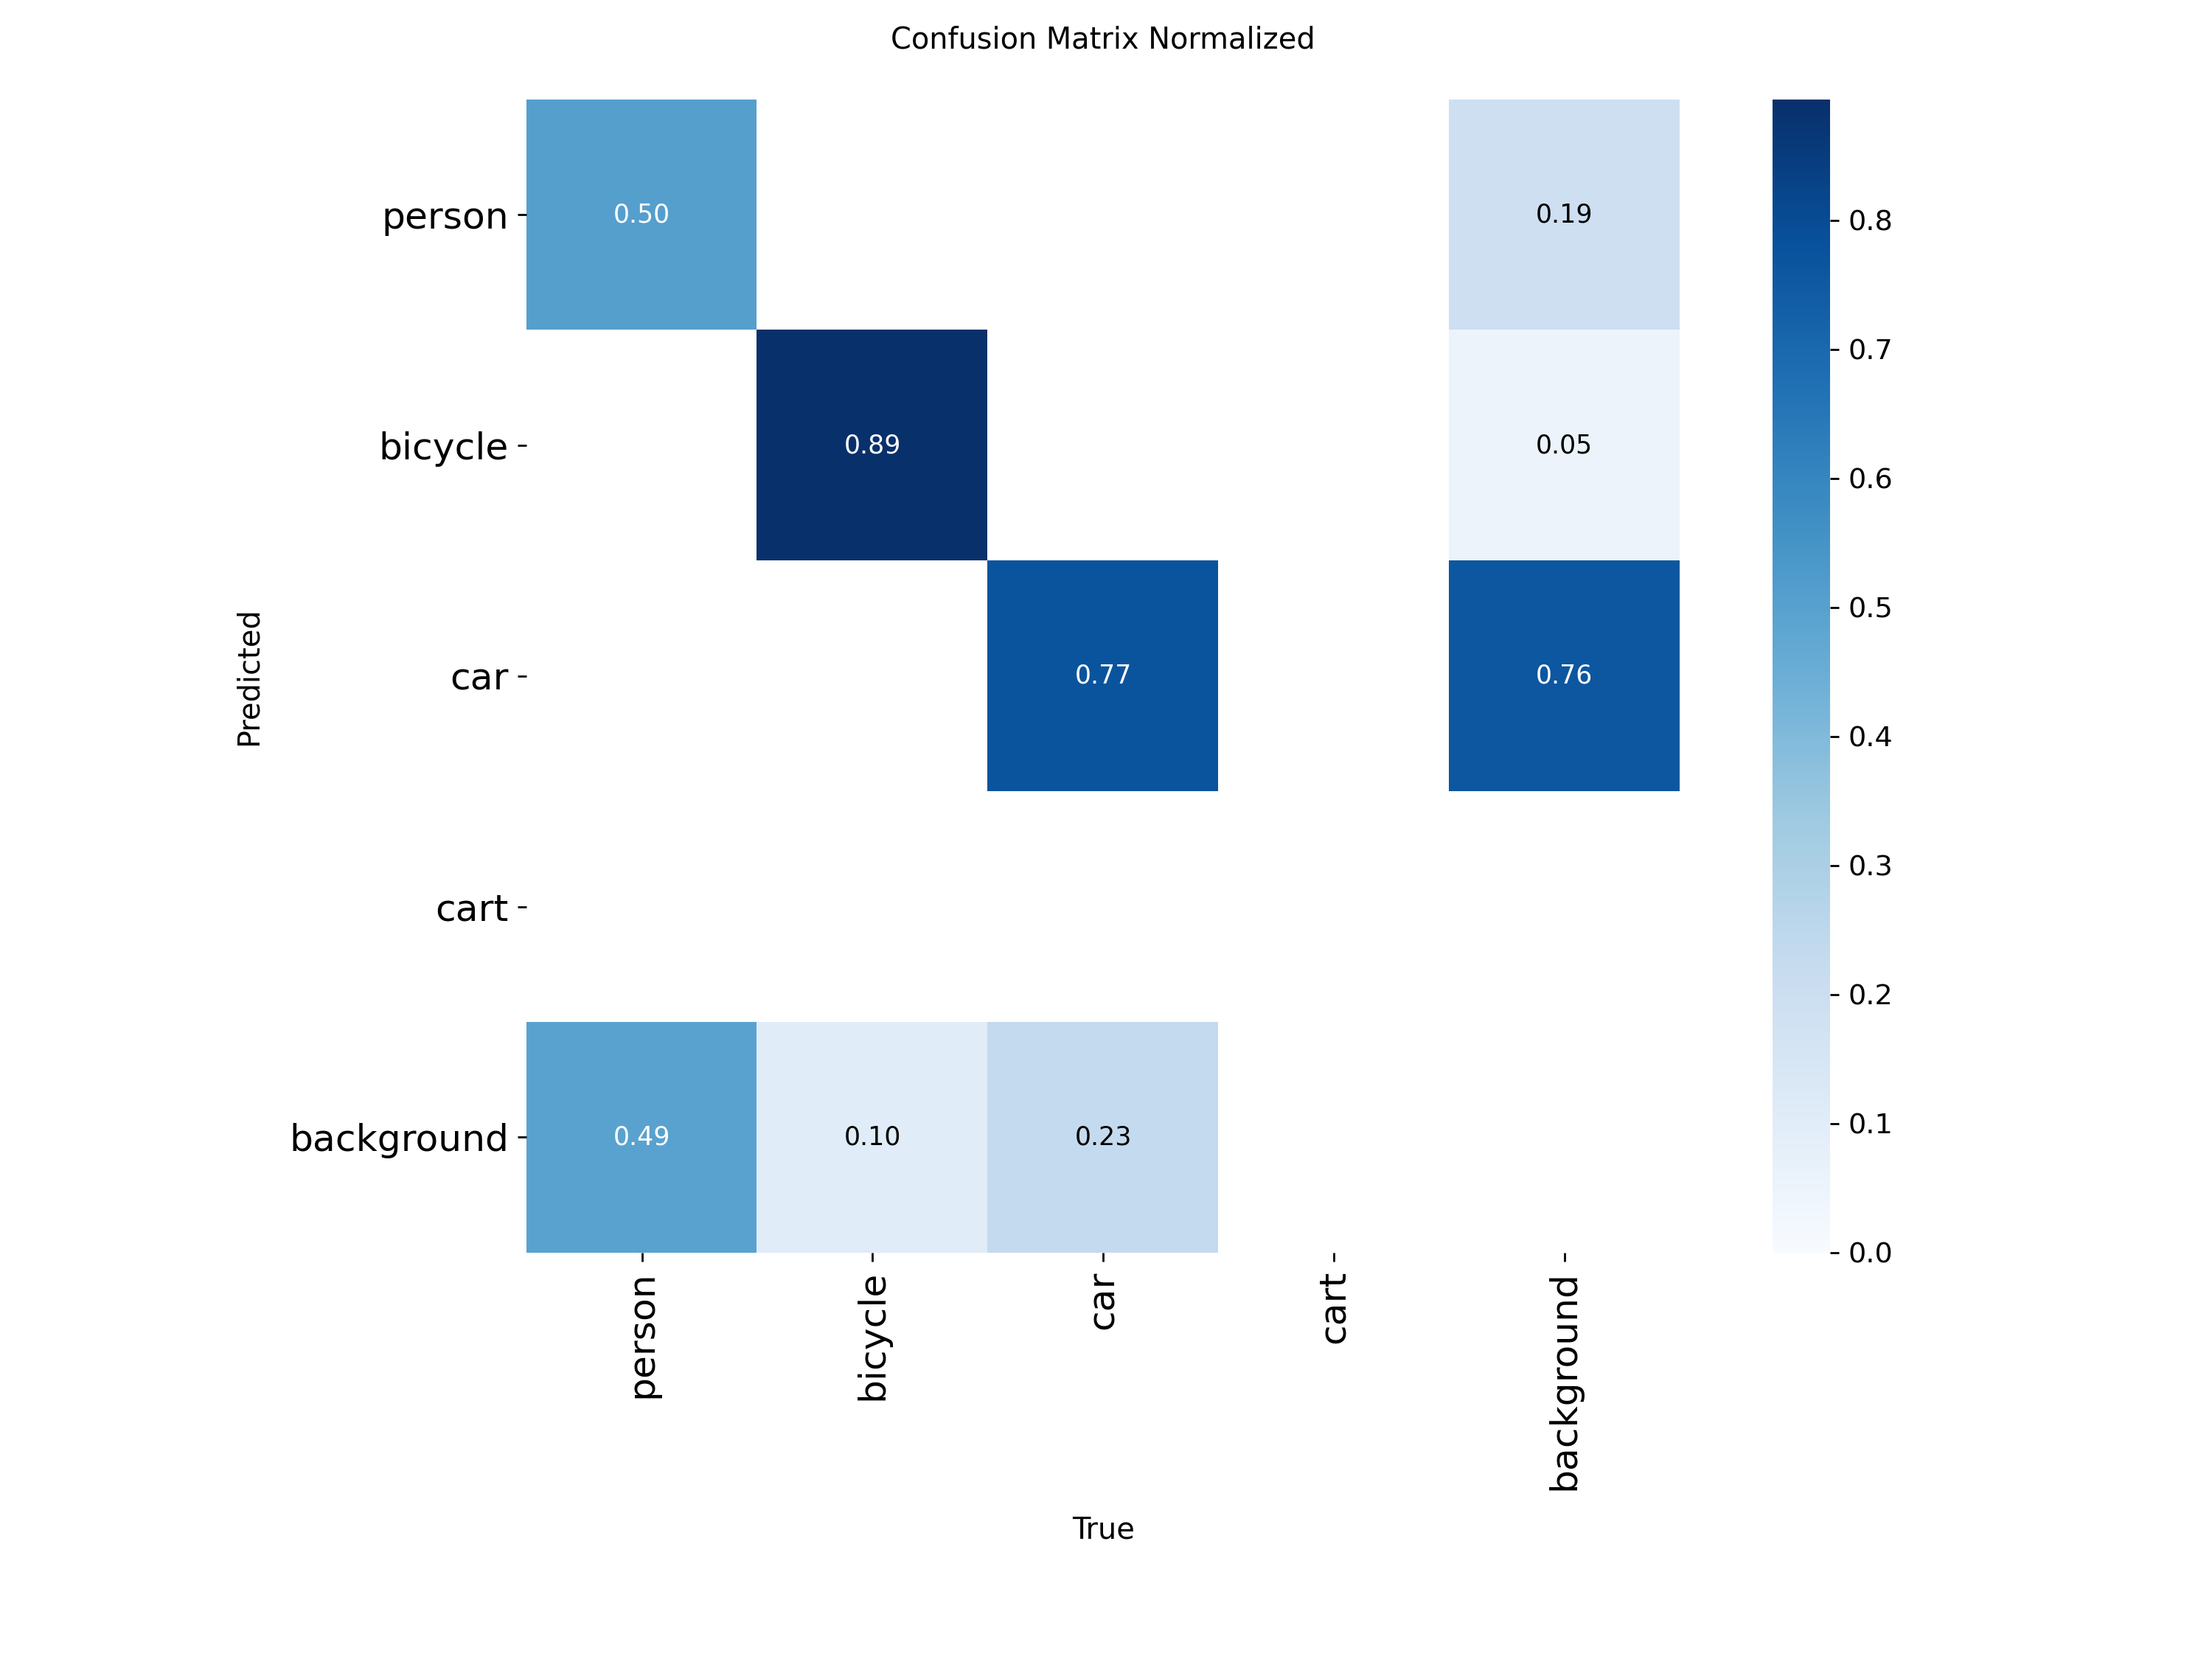 Confusion Matrix Normalized
person
0.50
0.19
0.8
0.7
bicycle
0.89
0.05
0.6
0.5
Predicted
car
0.77
0.76
0.4
0.3
cart
0.2
background
0.49
0.10
0.23
0.1
0.0
person
bicycle
car
cart
background
True